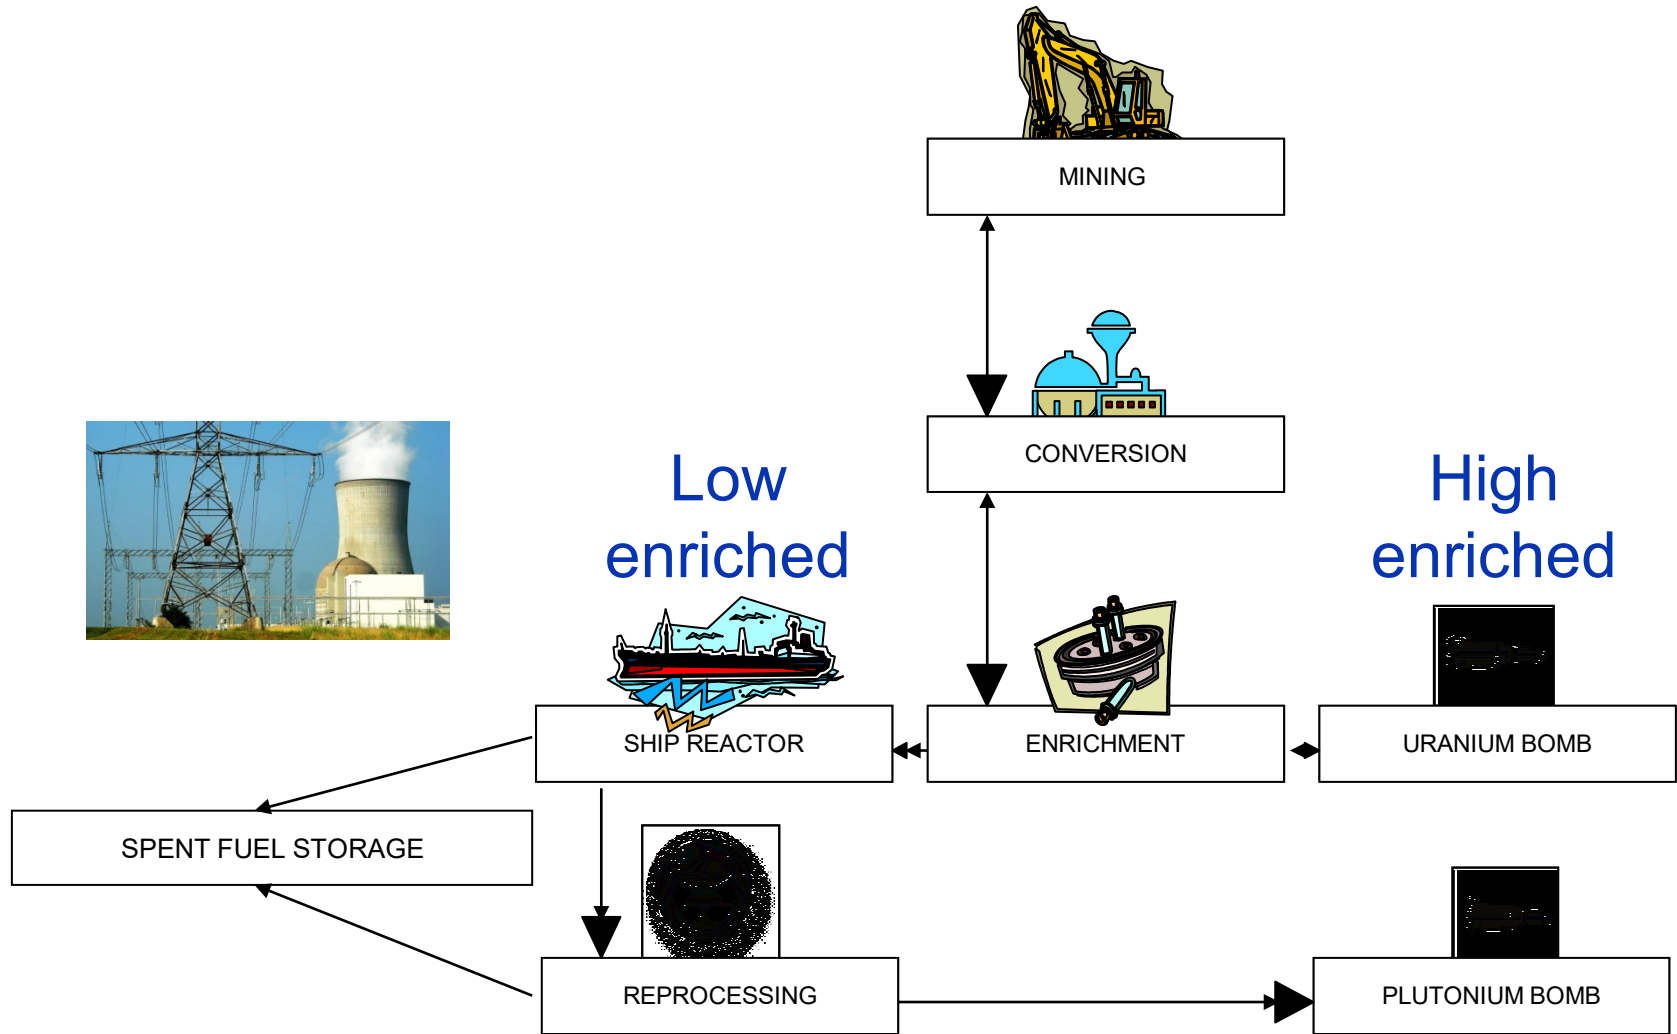 MINING
CONVERSION
Low
enriched
High
enriched
SHIP REACTOR
ENRICHMENT
URANIUM BOMB
SPENT FUEL STORAGE
REPROCESSING
PLUTONIUM BOMB